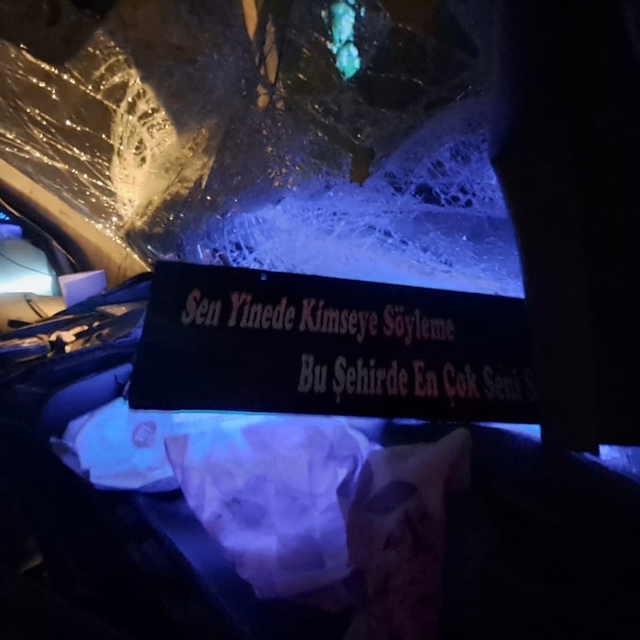 Sen Yinede Kimseye Söyleme
Bu Şehirde En Çok Seni